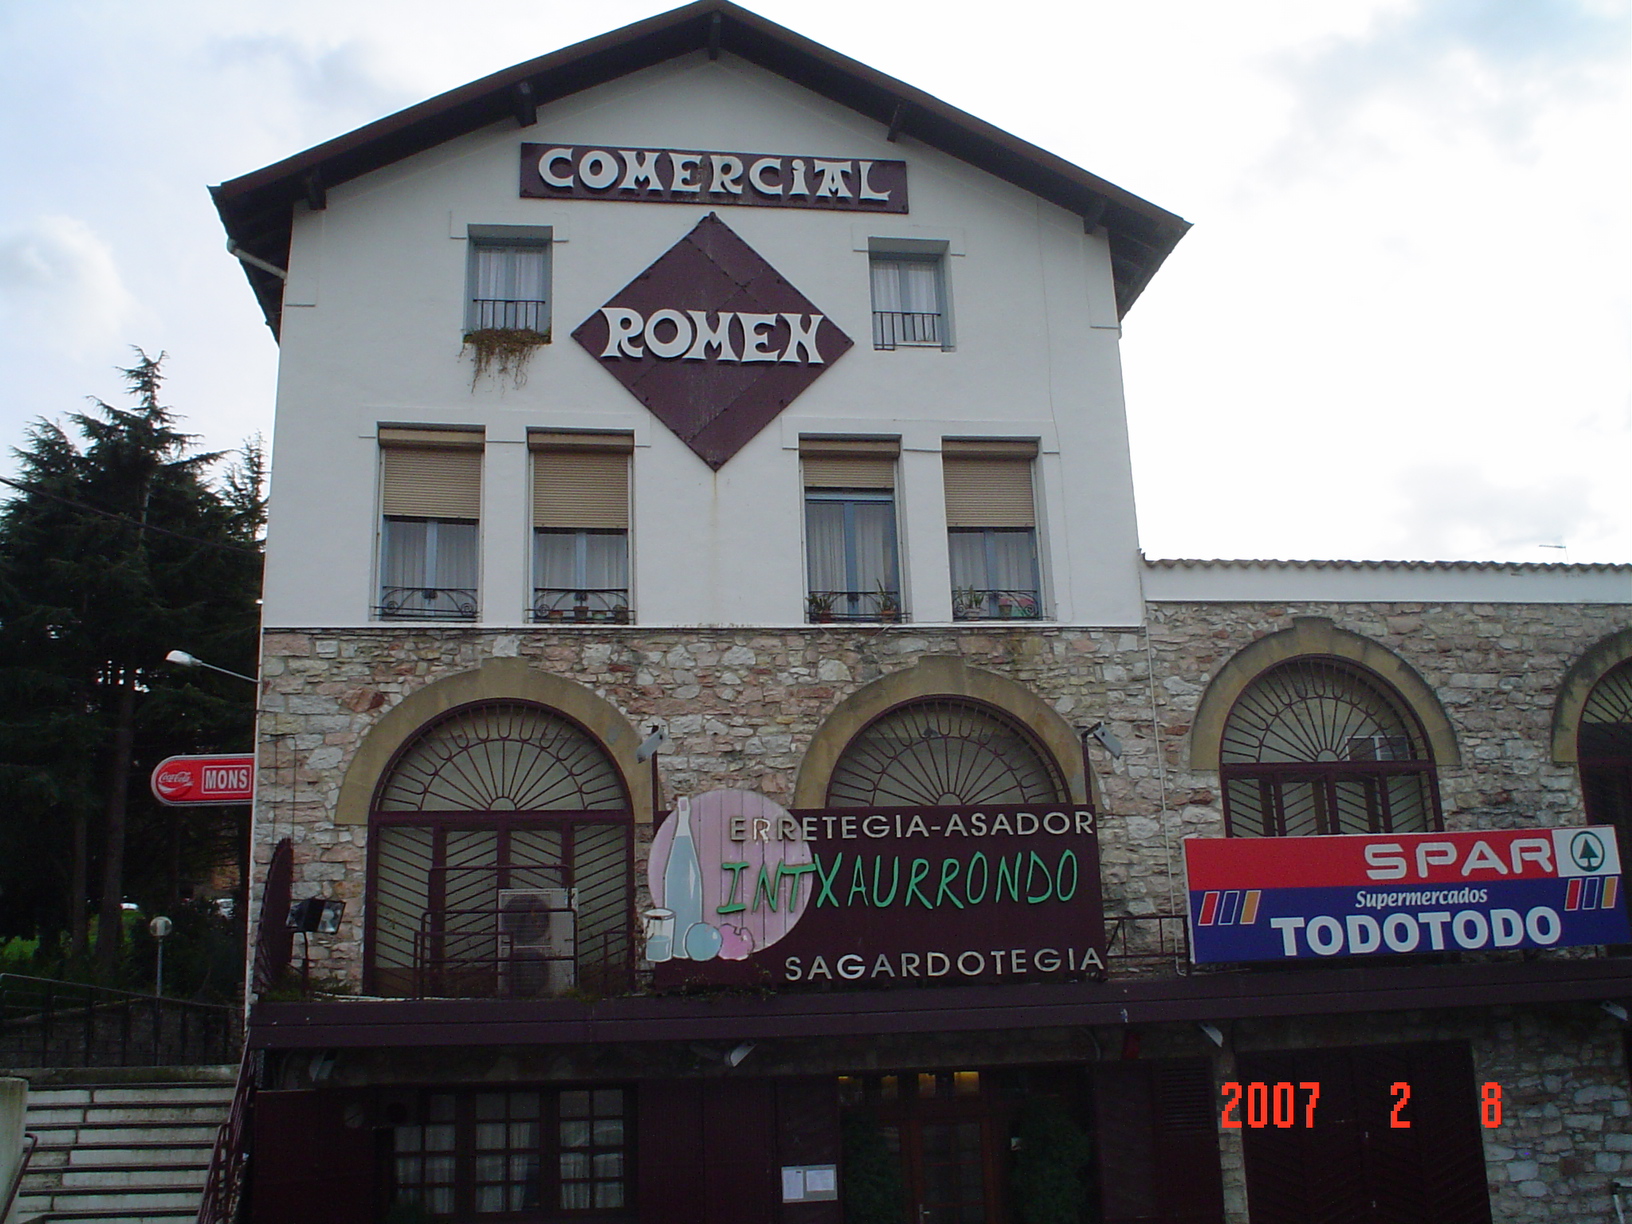 COMERCIAL
ROMEN
Coca-Cola MONS
ERRETEGIA-ASADOR
INTXAURRONDO
SAGARDOTEGIA
SPAR
Supermercados
TODOTODO
2007 2 8